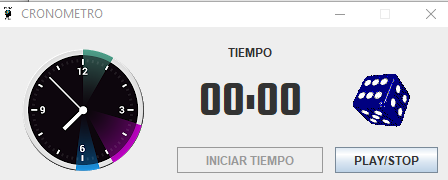 CRONOMETRO
TIEMPO
00:00
12
9
3
6
INICIAR TIEMPO
PLAY/STOP